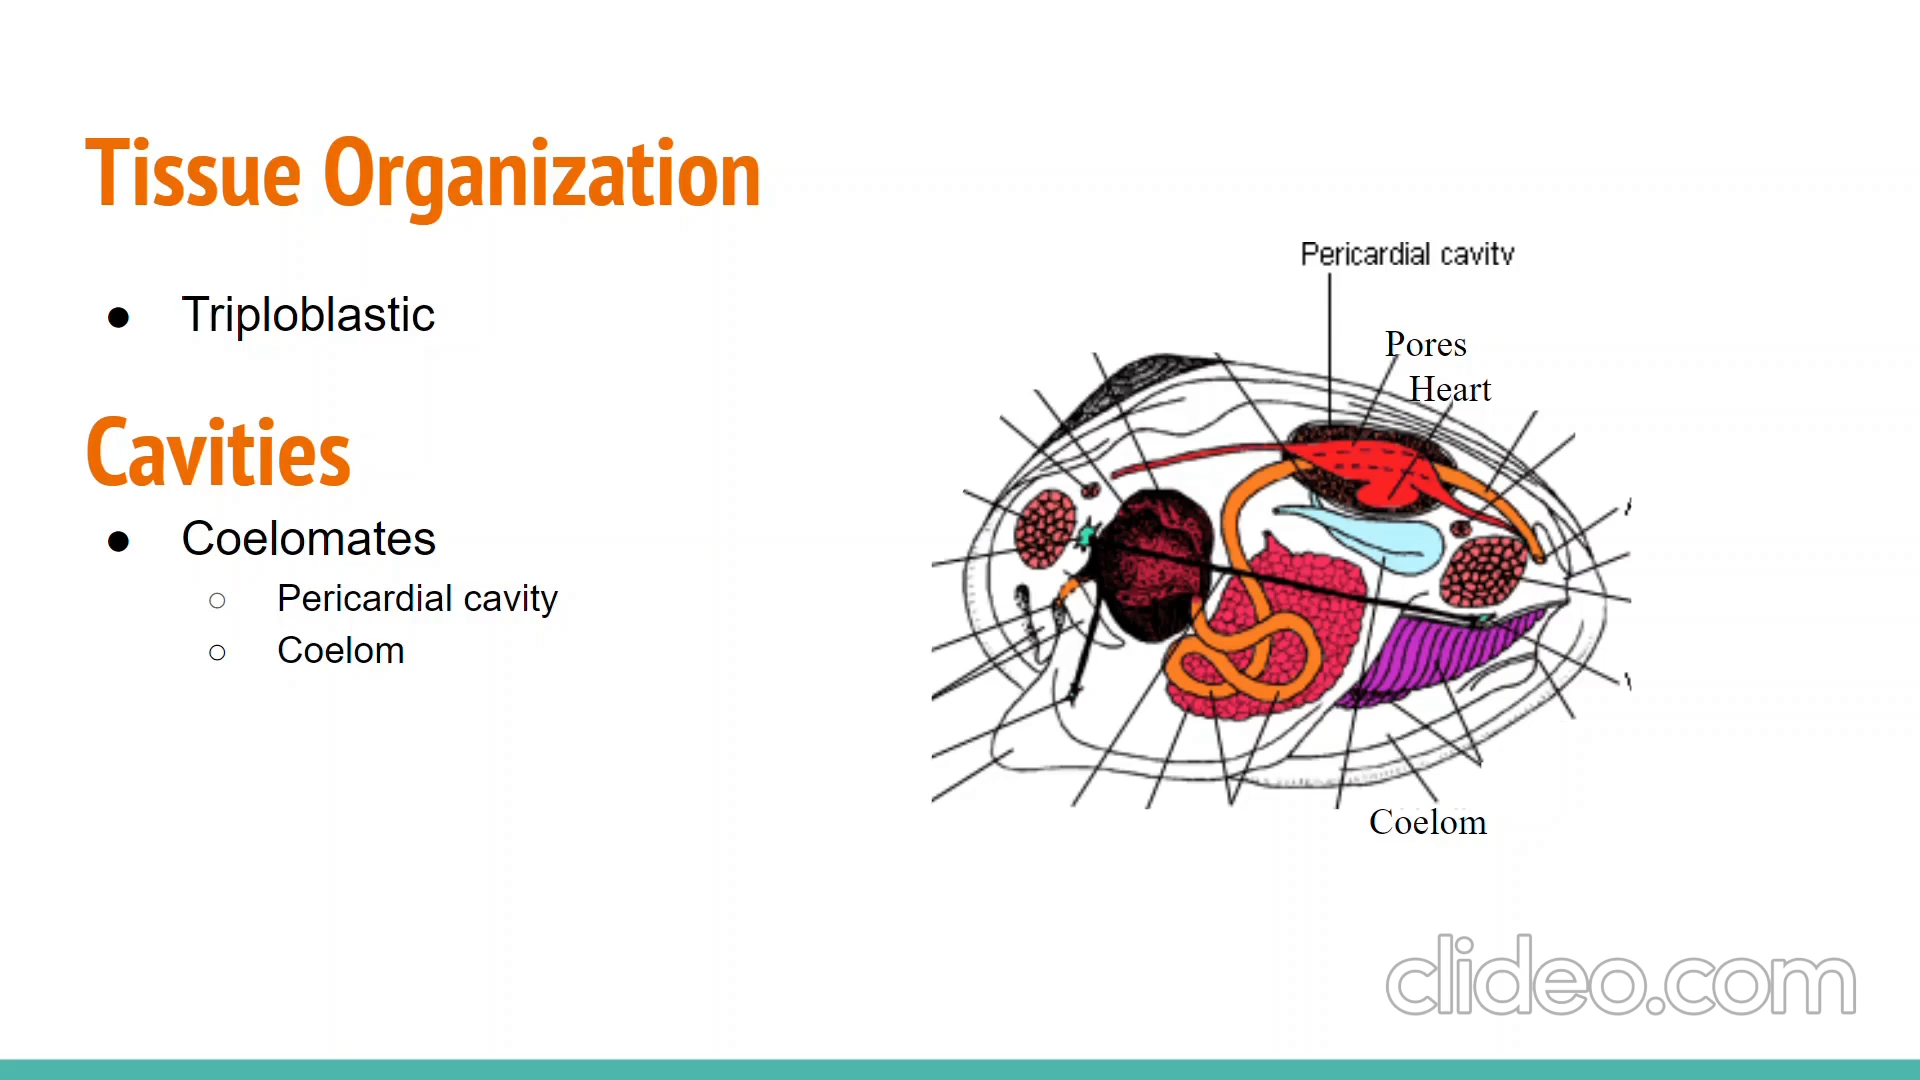 Tissue Organization
● Triploblastic
Cavities
● Coelomates
○ Pericardial cavity
○ Coelom
Pericardial cavity
Pores
Heart
Coelom
clideo.com